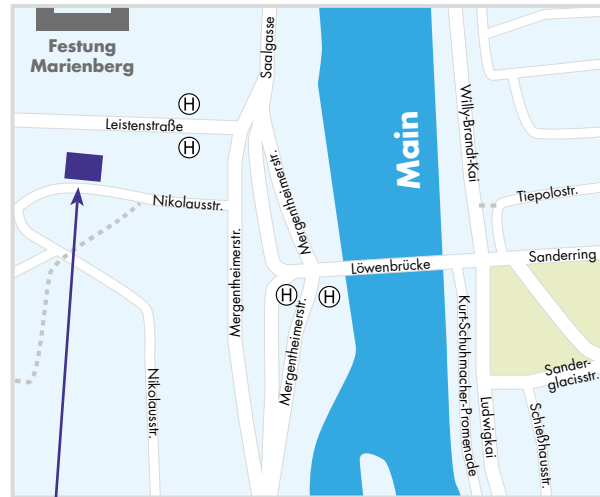 Festung
Marienberg
Saalgasse
H
Leistenstraße
H
Mergentheimerstr.
Main
Willy-Brandt-Kai
Nikolausstr.
Tiepolostr.
Löwenbrücke
Sanderring
Mergentheimerstr.
H
H
Mergentheimerstr.
Kurt-Schuhmacher-Promenade
Nikolausstr.
Ludwigkai
Sander-
glacisstr.
Schießhausstr.